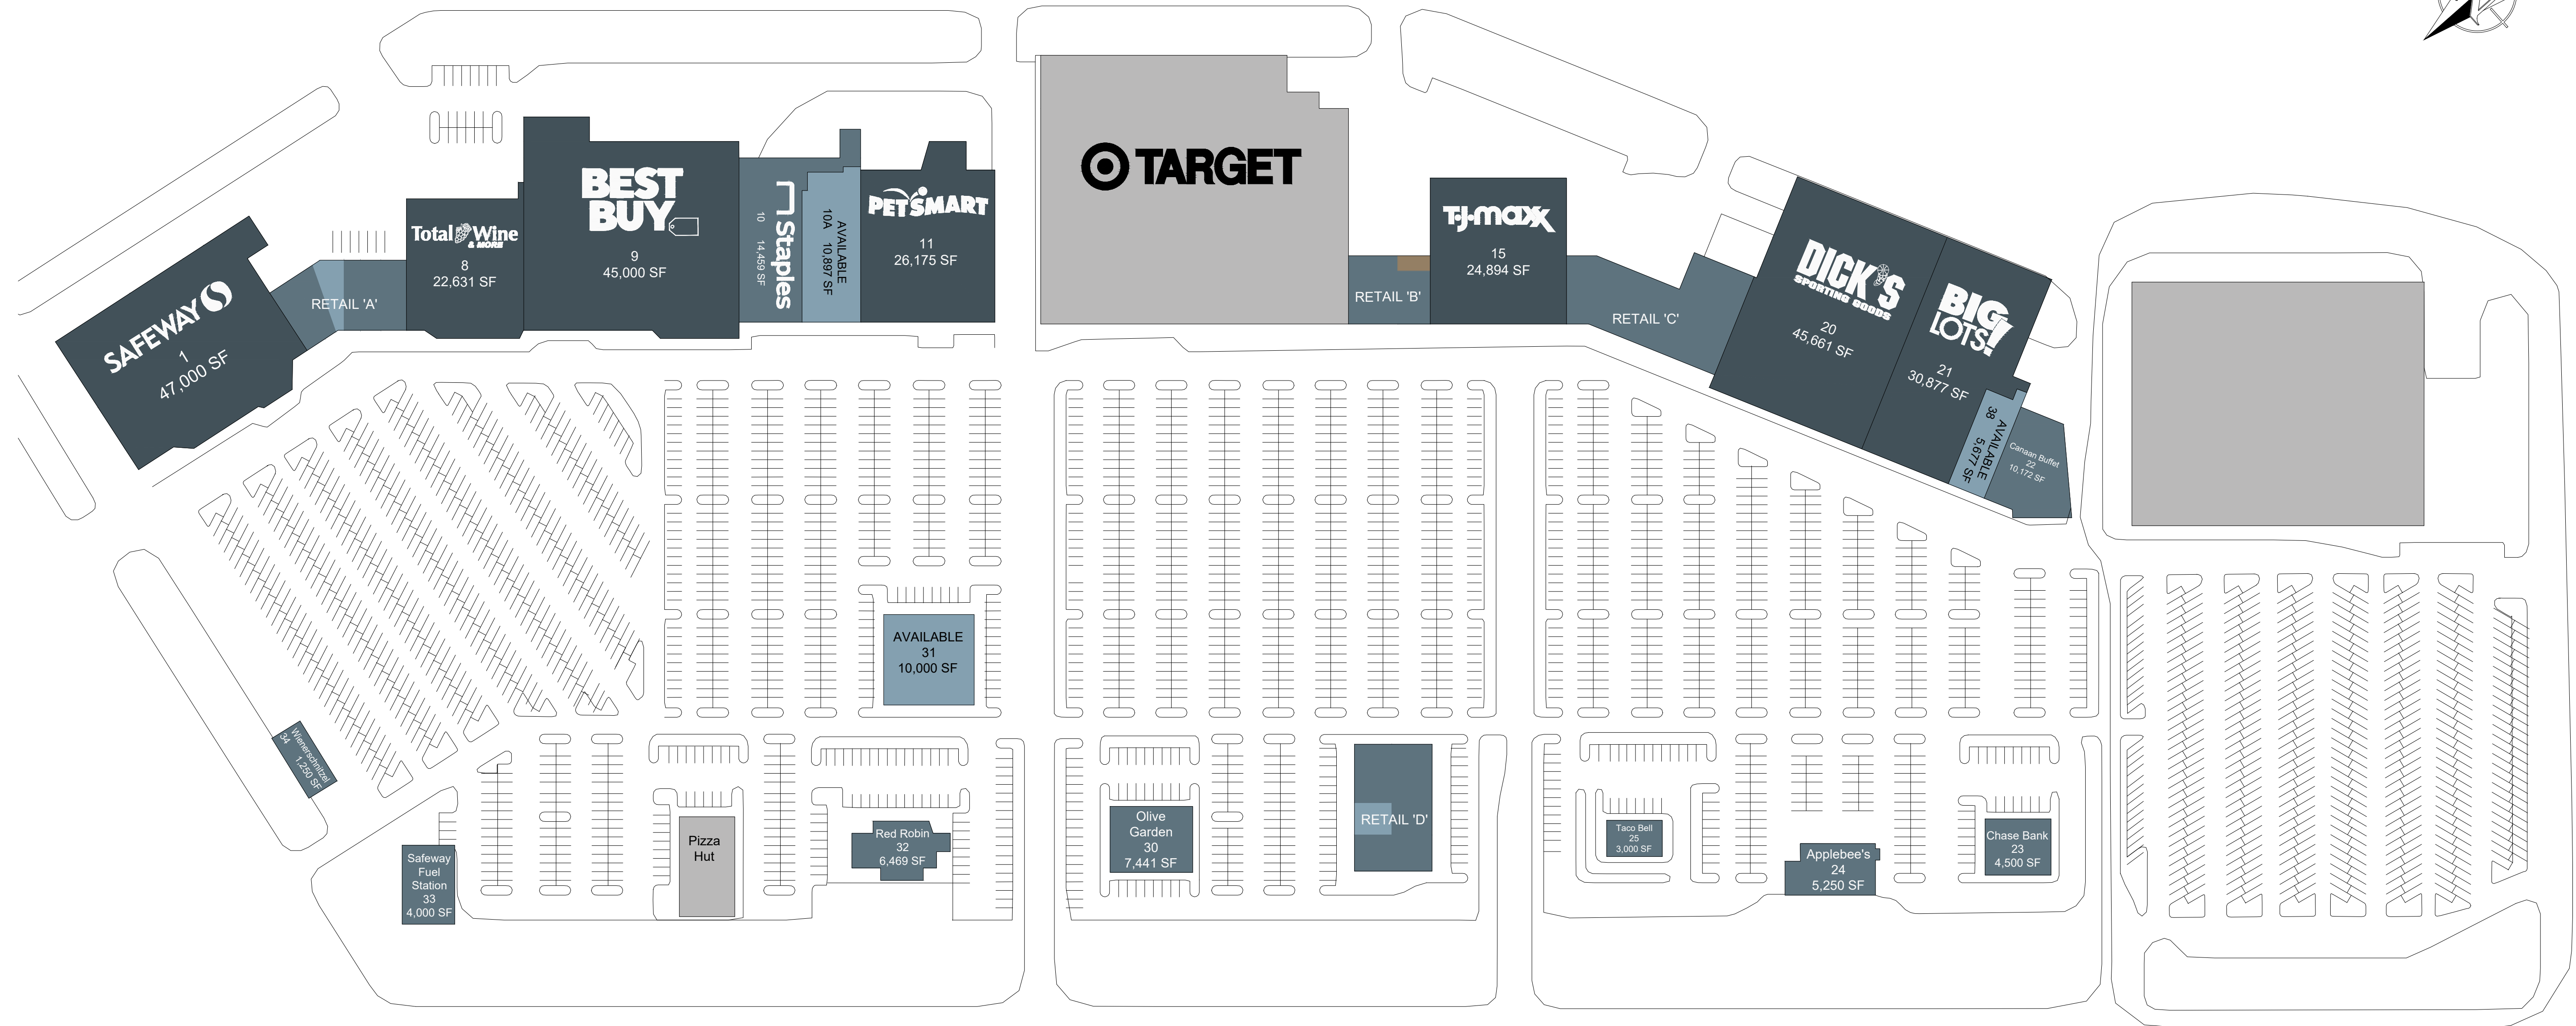 SAFEWAY
1
47,000 SF
RETAIL 'A'
Total Wine
& MORE
8
22,631 SF
BEST
BUY
9
45,000 SF
Staples
10 14,459 SF
AVAILABLE
10A 10,897 SF
PETSMART
11
26,175 SF
TARGET
RETAIL 'B'
T·J·maxx
15
24,894 SF
RETAIL 'C'
DICK'S
SPORTING GOODS
20
45,661 SF
BIG
LOTS!
21
30,877 SF
AVAILABLE
38 5,677 SF
Canaan Buffet
22
10,172 SF
AVAILABLE
31
10,000 SF
Wienerschnitzel
34 1,250 SF
Safeway
Fuel
Station
33
4,000 SF
Pizza
Hut
Red Robin
32
6,469 SF
Olive
Garden
30
7,441 SF
RETAIL 'D'
Taco Bell
25
3,000 SF
Applebee's
24
5,250 SF
Chase Bank
23
4,500 SF